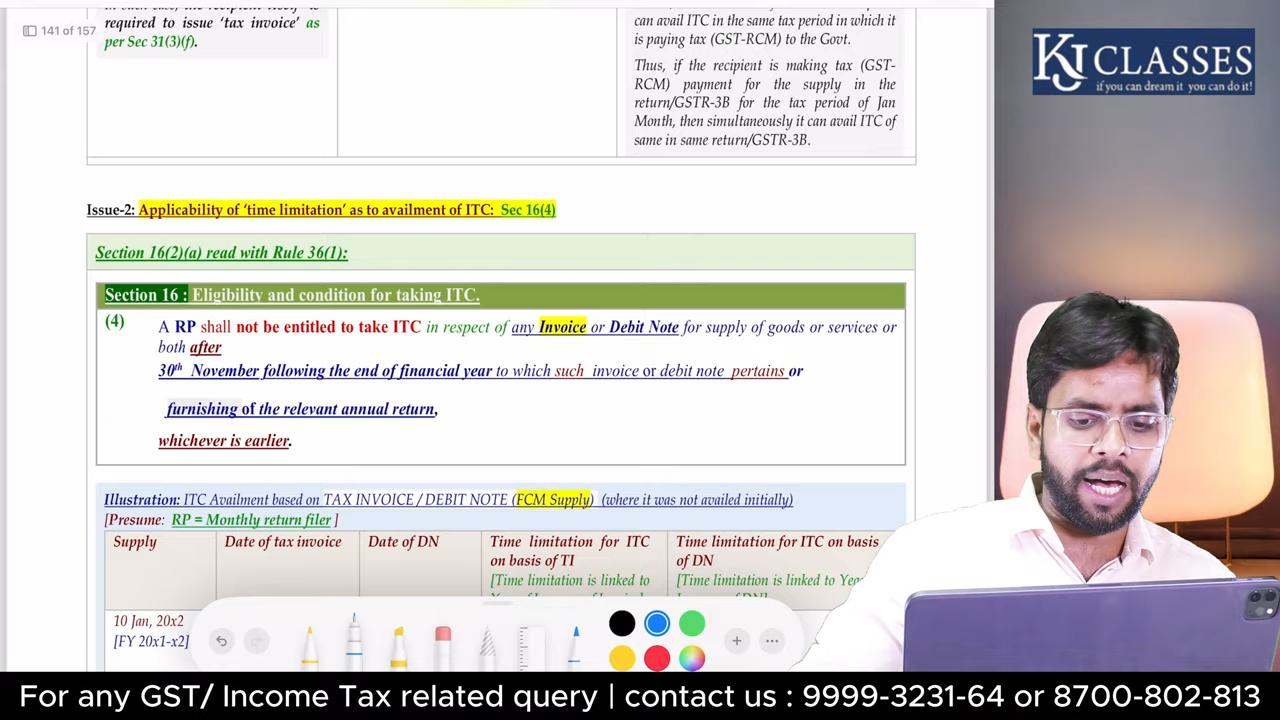 141 of 157
required to issue 'tax invoice' as
per Sec 31(3)(f).
can avail ITC in the same tax period in which it
is paying tax (GST-RCM) to the Govt.
Thus, if the recipient is making tax (GST-
RCM) payment for the supply in the
return/GSTR-3B for the tax period of Jan
Month, then simultaneously it can avail ITC of
same in same return/GSTR-3B.
KJ CLASSES
if you can dream it you can do it!
Issue-2: Applicability of 'time limitation' as to availment of ITC: Sec 16(4)
Section 16(2)(a) read with Rule 36(1):
Section 16 : Eligibility and condition for taking ITC.
(4) A RP shall not be entitled to take ITC in respect of any Invoice or Debit Note for supply of goods or services or
both after
30th November following the end of financial year to which such invoice or debit note pertains or
furnishing of the relevant annual return,
whichever is earlier.
Illustration: ITC Availment based on TAX INVOICE / DEBIT NOTE (FCM Supply) (where it was not availed initially)
[Presume: RP = Monthly return filer ]
Supply
Date of tax invoice
Date of DN
Time limitation for ITC
on basis of TI
[Time limitation is linked to
Time limitation for ITC on basis
of DN
[Time limitation is linked to
10 Jan, 20x2
[FY 20x1-x2]
For any GST/ Income Tax related query | contact us : 9999-3231-64 or 8700-802-813